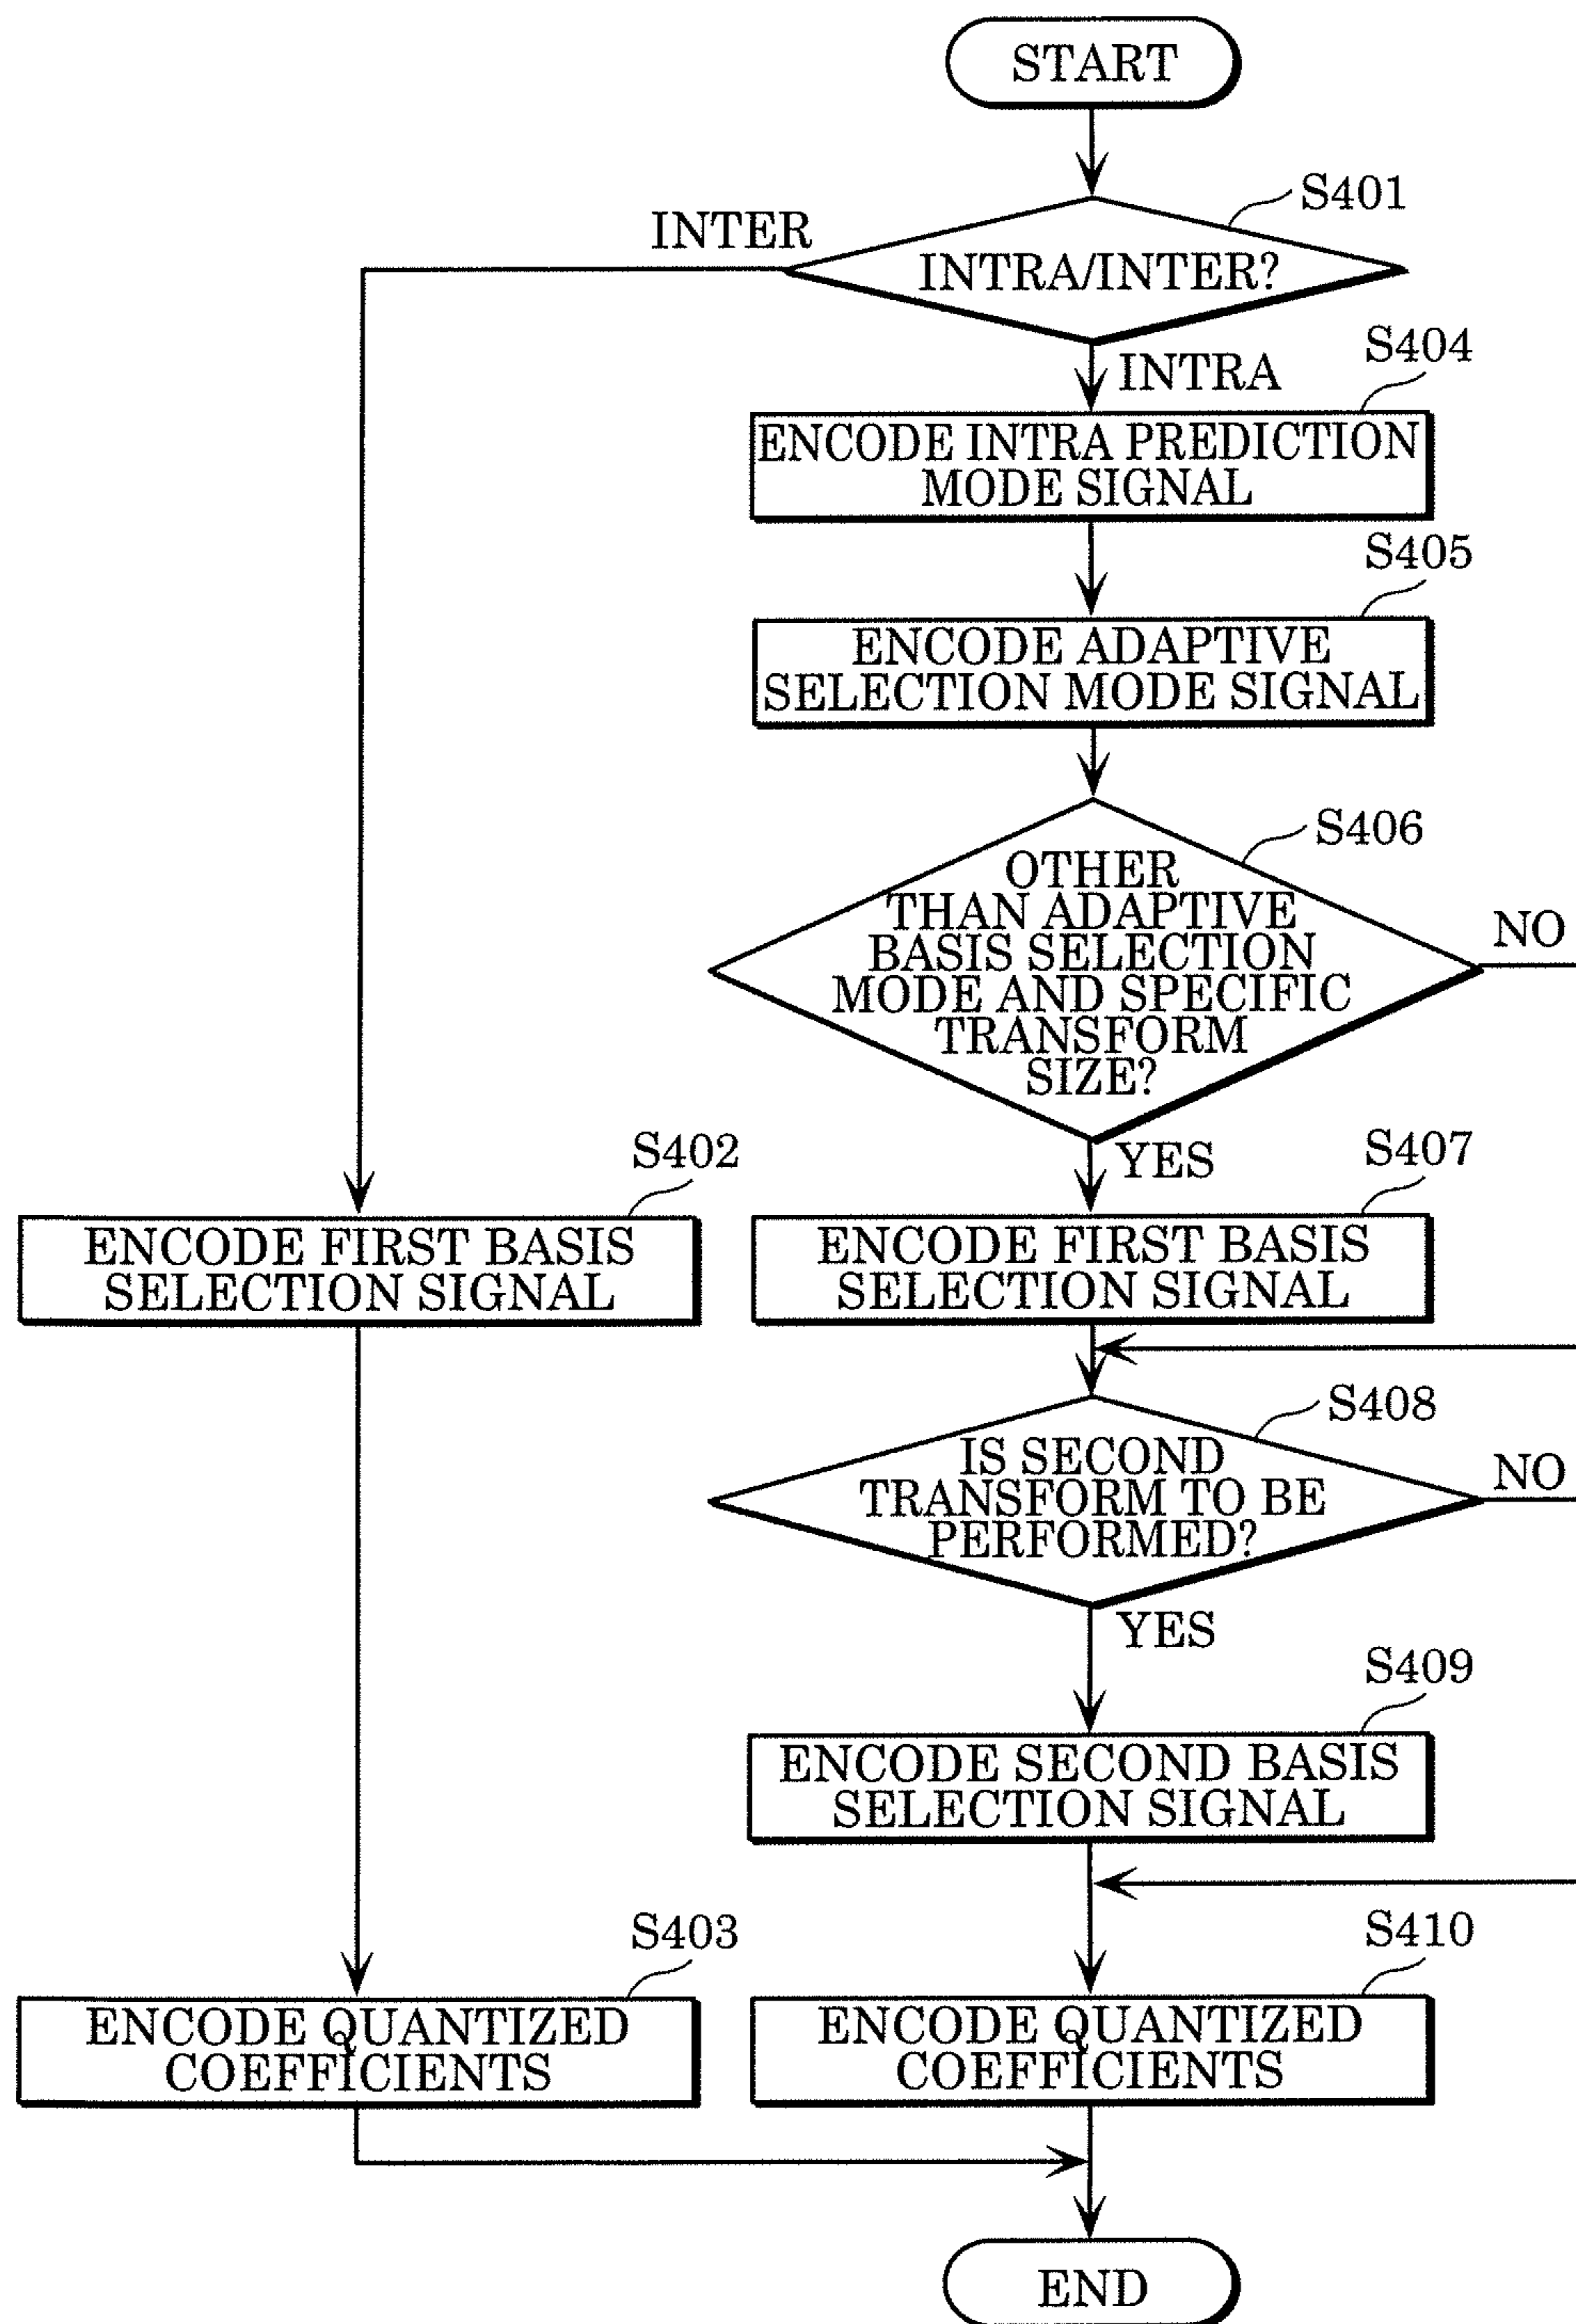 START
S401
INTER
INTRA/INTER?
S404
INTRA
ENCODE INTRA PREDICTION
MODE SIGNAL
S405
ENCODE ADAPTIVE
SELECTION MODE SIGNAL
S406
OTHER
THAN ADAPTIVE
BASIS SELECTION
MODE AND SPECIFIC
TRANSFORM
SIZE?
NO
YES
S402
S407
ENCODE FIRST BASIS
SELECTION SIGNAL
ENCODE FIRST BASIS
SELECTION SIGNAL
S408
IS SECOND
TRANSFORM TO BE
PERFORMED?
NO
YES
S409
ENCODE SECOND BASIS
SELECTION SIGNAL
S403
S410
ENCODE QUANTIZED
COEFFICIENTS
ENCODE QUANTIZED
COEFFICIENTS
END